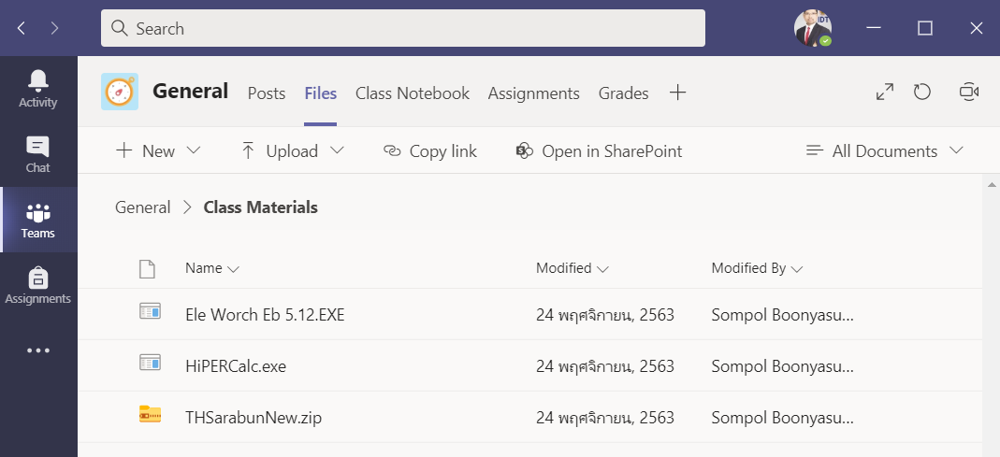 Search
IDT
Activity
Chat
Teams
Assignments
General Posts Files Class Notebook Assignments Grades
New Upload Copy link Open in SharePoint All Documents
General > Class Materials
Name Modified Modified By
Ele Worch Eb 5.12.EXE 24 พฤศจิกายน, 2563 Sompol Boonyasu...
HiPERCalc.exe 24 พฤศจิกายน, 2563 Sompol Boonyasu...
THSarabunNew.zip 24 พฤศจิกายน, 2563 Sompol Boonyasu...